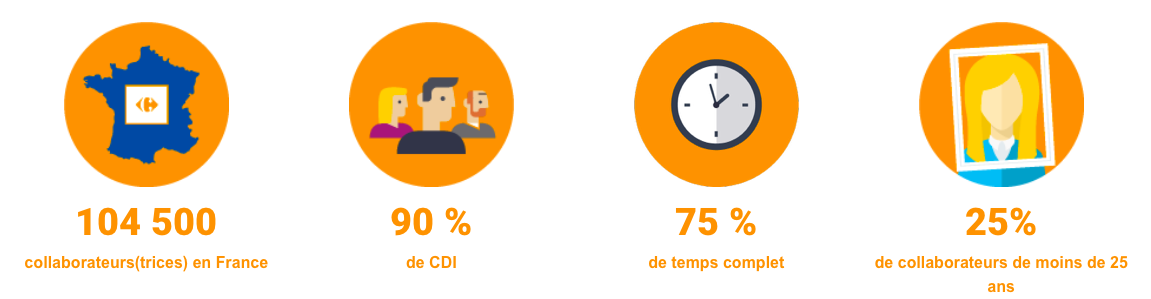 104 500
collaborateurs(trices) en France
90 %
de CDI
75 %
de temps complet
25%
de collaborateurs de moins de 25
ans